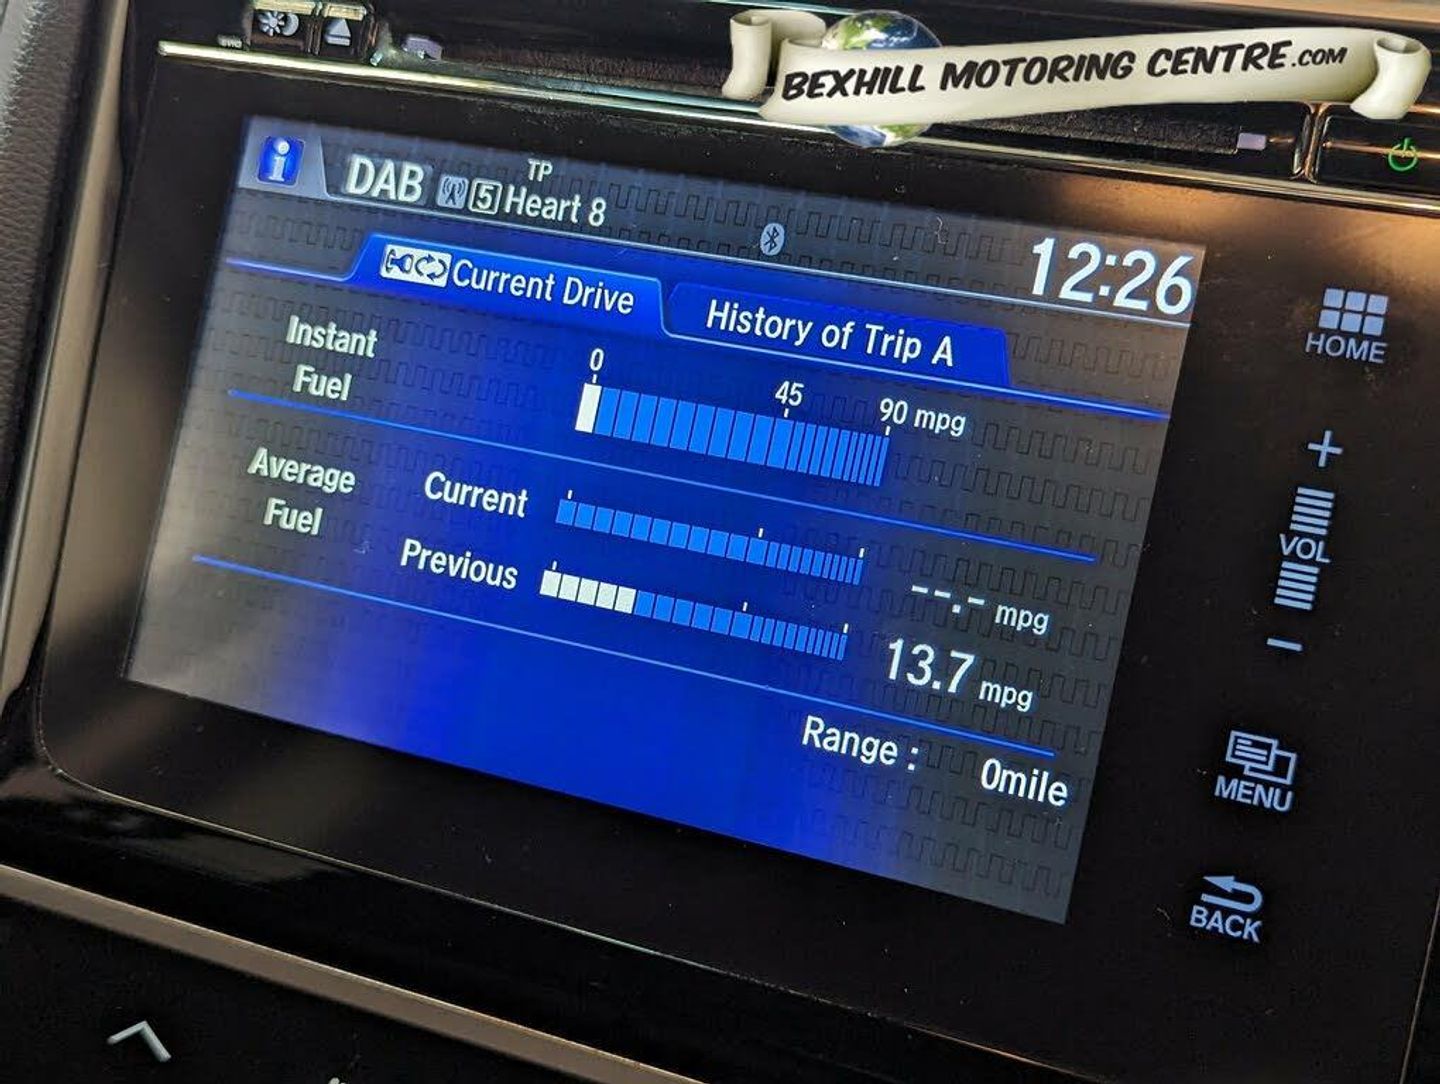 BEXHILL MOTORING CENTRE.COM
TP
DAB 5 Heart 8
12:26
Current Drive
History of Trip A
Instant Fuel
0 45 90 mpg
Average Fuel
Current
--.- mpg
Previous
13.7 mpg
Range : 0mile
HOME
+
VOL
−
MENU
BACK